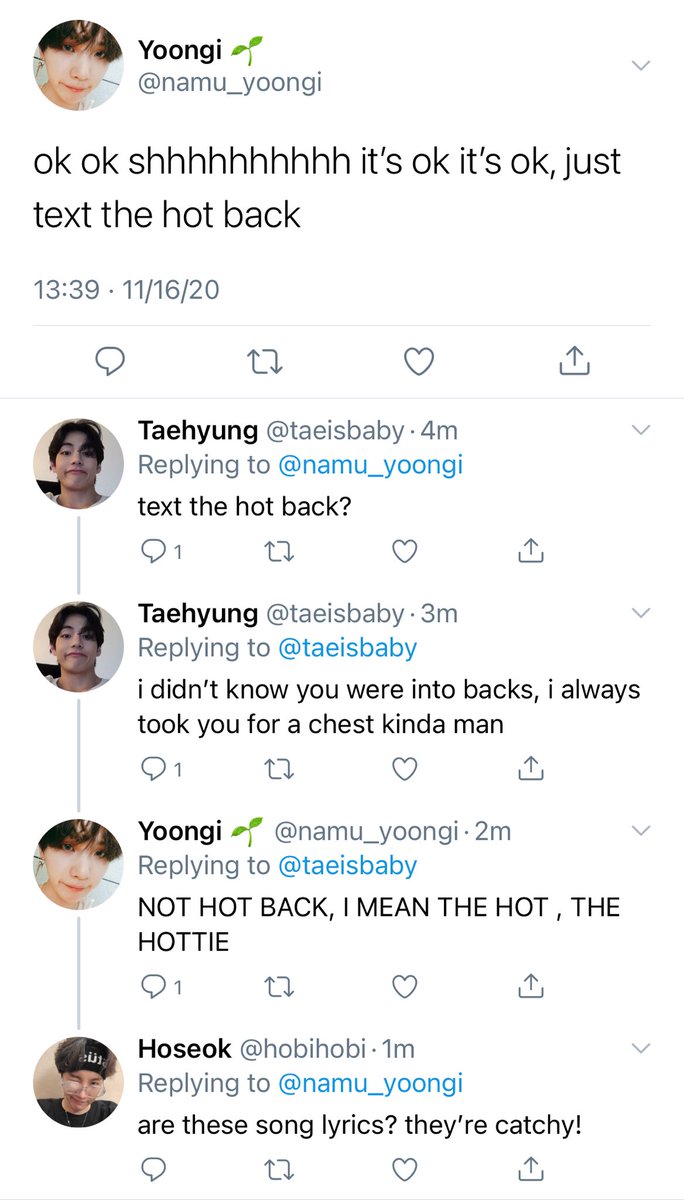 Yoongi 🌱
@namu_yoongi
ok ok shhhhhhhhhh it’s ok it’s ok, just
text the hot back
13:39 · 11/16/20
Taehyung @taeisbaby · 4m
Replying to @namu_yoongi
text the hot back?
1
Taehyung @taeisbaby · 3m
Replying to @taeisbaby
i didn’t know you were into backs, i always
took you for a chest kinda man
1
Yoongi 🌱 @namu_yoongi · 2m
Replying to @taeisbaby
NOT HOT BACK, I MEAN THE HOT , THE
HOTTIE
1
Hoseok @hobihobi · 1m
Replying to @namu_yoongi
are these song lyrics? they’re catchy!